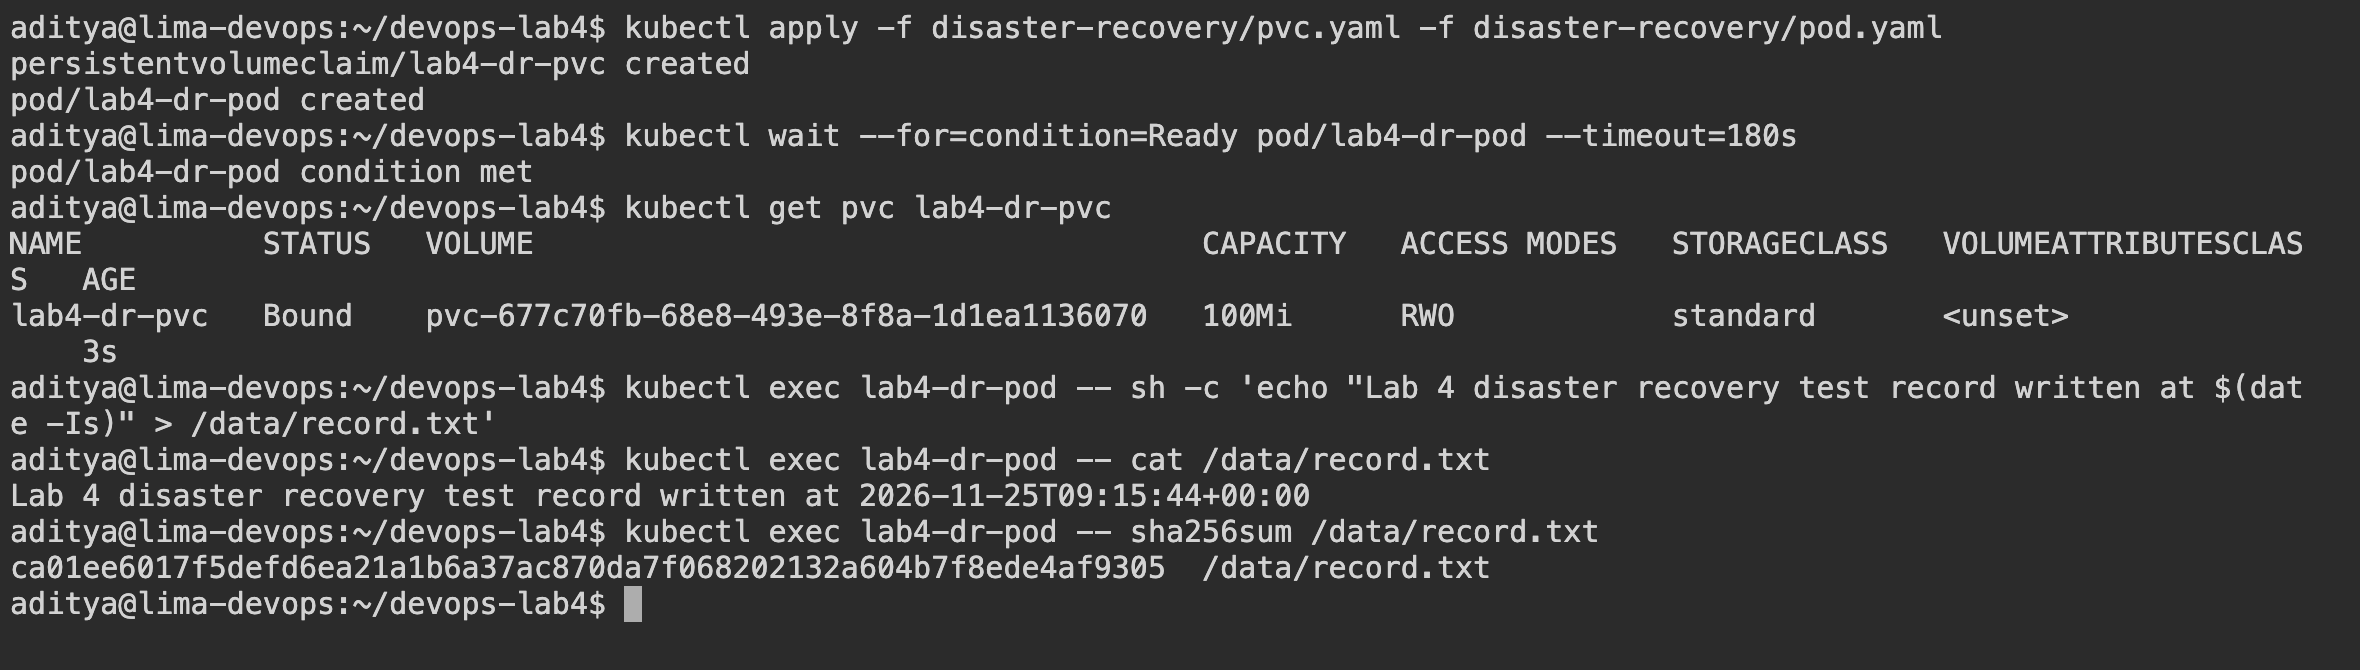 aditya@lima-devops:~/devops-lab4$ kubectl apply -f disaster-recovery/pvc.yaml -f disaster-recovery/pod.yaml
persistentvolumeclaim/lab4-dr-pvc created
pod/lab4-dr-pod created
aditya@lima-devops:~/devops-lab4$ kubectl wait --for=condition=Ready pod/lab4-dr-pod --timeout=180s
pod/lab4-dr-pod condition met
aditya@lima-devops:~/devops-lab4$ kubectl get pvc lab4-dr-pvc
NAME          STATUS   VOLUME                                     CAPACITY   ACCESS MODES   STORAGECLASS   VOLUMEATTRIBUTESCLAS
S   AGE
lab4-dr-pvc   Bound    pvc-677c70fb-68e8-493e-8f8a-1d1ea1136070   100Mi      RWO            standard       <unset>
    3s
aditya@lima-devops:~/devops-lab4$ kubectl exec lab4-dr-pod -- sh -c 'echo "Lab 4 disaster recovery test record written at $(dat
e -Is)" > /data/record.txt'
aditya@lima-devops:~/devops-lab4$ kubectl exec lab4-dr-pod -- cat /data/record.txt
Lab 4 disaster recovery test record written at 2026-11-25T09:15:44+00:00
aditya@lima-devops:~/devops-lab4$ kubectl exec lab4-dr-pod -- sha256sum /data/record.txt
ca01ee6017f5defd6ea21a1b6a37ac870da7f068202132a604b7f8ede4af9305  /data/record.txt
aditya@lima-devops:~/devops-lab4$